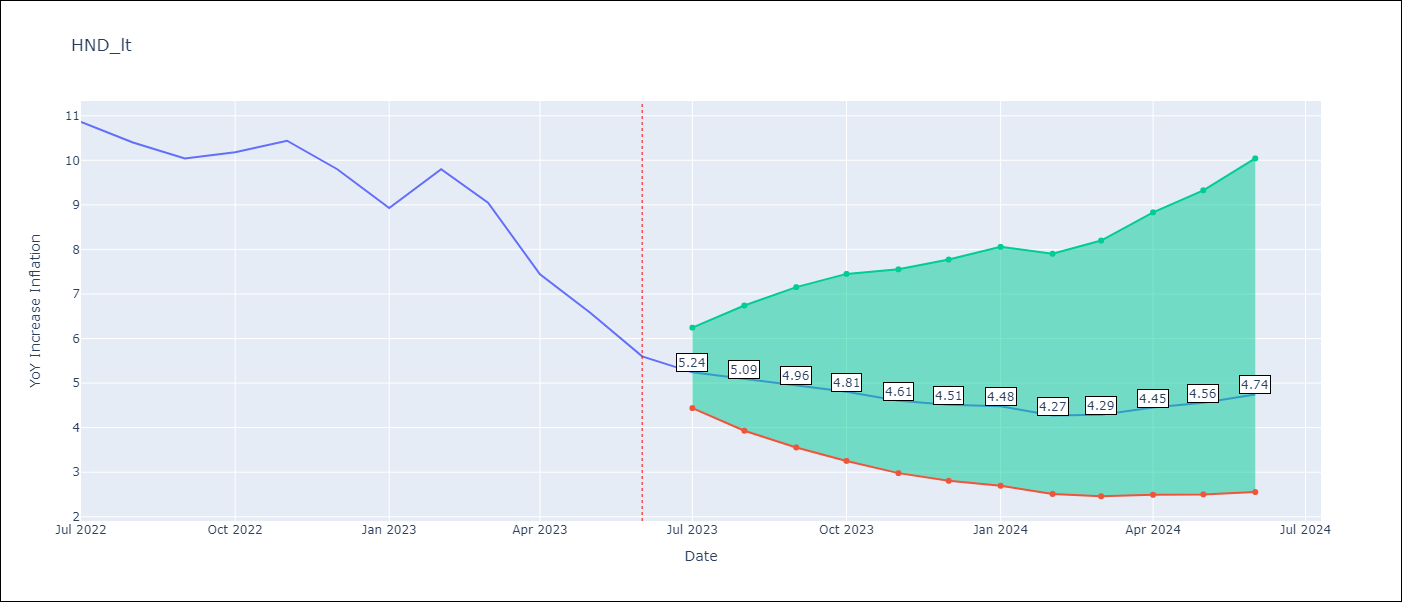 HND_lt
YoY Increase Inflation
11
10
9
8
7
6
5
4
3
2
5.24
5.09
4.96
4.81
4.61
4.51
4.48
4.27
4.29
4.45
4.56
4.74
Jul 2022
Oct 2022
Jan 2023
Apr 2023
Jul 2023
Oct 2023
Jan 2024
Apr 2024
Jul 2024
Date